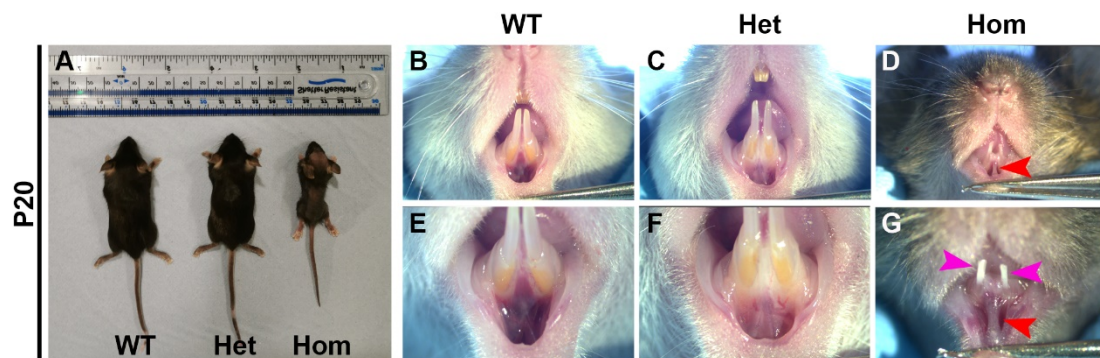 WT Het Hom
A B C D
Shatter Resistant
P20
E F G
WT Het Hom